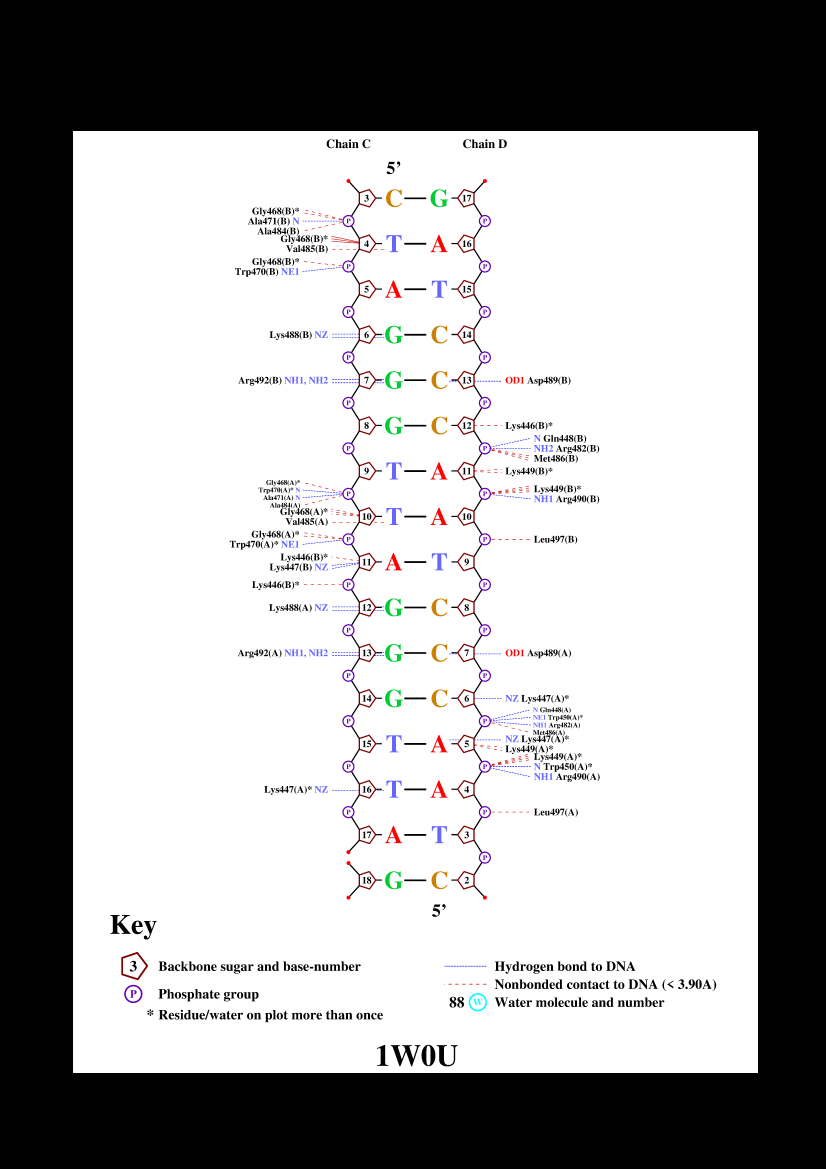 Chain C Chain D
5’
3 C G 17
Gly468(B)*
P P
Ala471(B) N
Ala484(B)
Gly468(B)*
4 T A 16
Val485(B)
Gly468(B)*
P P
Trp470(B) NE1
5 A T 15
P P
Lys488(B) NZ 6 G C 14
P P
Arg492(B) NH1, NH2 7 G C 13 OD1 Asp489(B)
P P
8 G C 12 Lys446(B)*
N Gln448(B)
P P NH2 Arg482(B)
Met486(B)
9 T A 11 Lys449(B)*
Gly468(A)*
Trp470(A)* N
P P Lys449(B)*
Ala471(A) N NH1 Arg490(B)
Ala484(A)
Gly468(A)*
10 T A 10
Val485(A)
Gly468(A)*
P P Leu497(B)
Trp470(A)* NE1
Lys446(B)*
11 A T 9
Lys447(B) NZ
Lys446(B)* P P
Lys488(A) NZ 12 G C 8
P P
Arg492(A) NH1, NH2 13 G C 7 OD1 Asp489(A)
P P
14 G C 6 NZ Lys447(A)*
N Gln448(A)
NE1 Trp450(A)*
P P
NH1 Arg482(A)
Met486(A)
NZ Lys447(A)*
15 T A 5
Lys449(A)*
Lys449(A)*
P P N Trp450(A)*
NH1 Arg490(A)
Lys447(A)* NZ 16 T A 4
P P Leu497(A)
17 A T 3
P
18 G C 2
5’
Key
3 Backbone sugar and base-number
P Phosphate group
* Residue/water on plot more than once
Hydrogen bond to DNA
Nonbonded contact to DNA (< 3.90A)
88 W Water molecule and number
1W0U